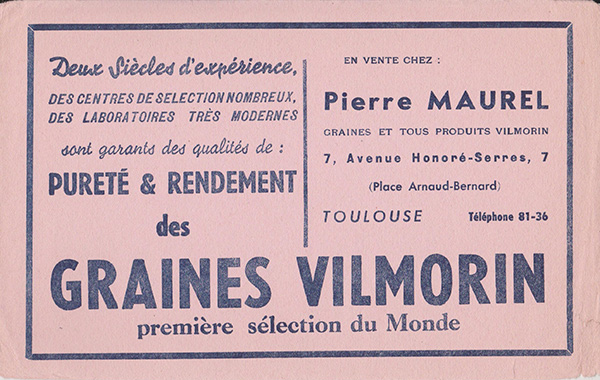 Deux Siècles d'expérience,
DES CENTRES DE SELECTION NOMBREUX,
DES LABORATOIRES TRÈS MODERNES
sont garants des qualités de :
PURETÉ & RENDEMENT
des
EN VENTE CHEZ :
Pierre MAUREL
GRAINES ET TOUS PRODUITS VILMORIN
7, Avenue Honoré-Serres, 7
(Place Arnaud-Bernard)
TOULOUSE Téléphone 81-36
GRAINES VILMORIN
première sélection du Monde